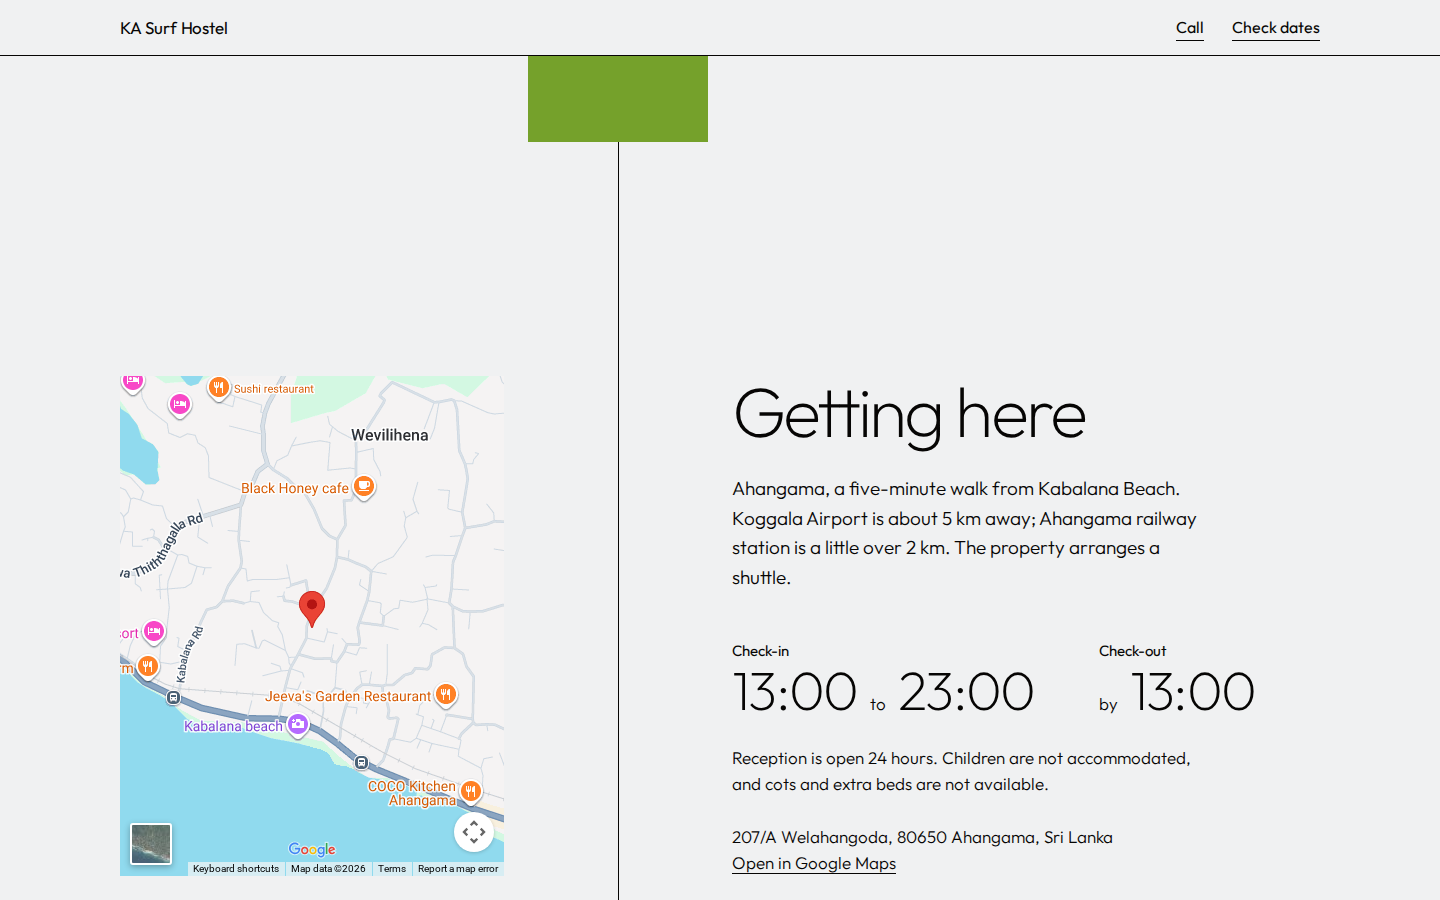 KA Surf Hostel
Call
Check dates
Sushi restaurant
Wevilihena
Black Honey cafe
va Thiththagalla Rd
sort
rm
Kabalana Rd
Jeeva's Garden Restaurant
Kabalana beach
COCO Kitchen
Ahangama
Google
Keyboard shortcuts
Map data ©2026
Terms
Report a map error
Getting here
Ahangama, a five-minute walk from Kabalana Beach.
Koggala Airport is about 5 km away; Ahangama railway
station is a little over 2 km. The property arranges a
shuttle.
Check-in
13:00 to 23:00
Check-out
by 13:00
Reception is open 24 hours. Children are not accommodated,
and cots and extra beds are not available.
207/A Welahangoda, 80650 Ahangama, Sri Lanka
Open in Google Maps